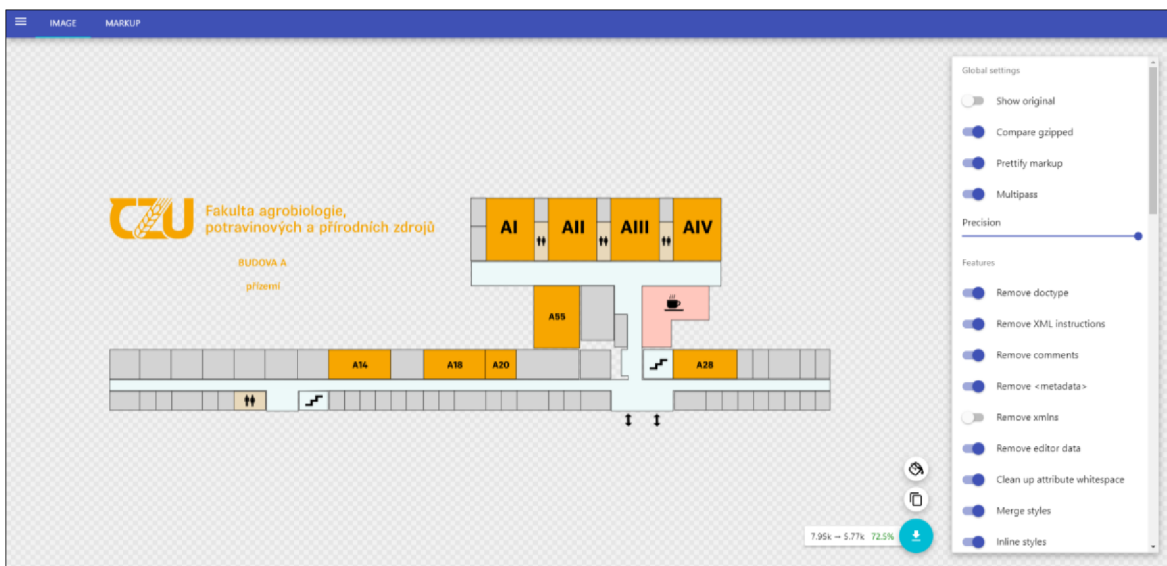 IMAGE
MARKUP
CZU
Fakulta agrobiologie,
potravinových a přírodních zdrojů
BUDOVA A
přízemí
AI
AII
AIII
AIV
A55
A14
A18
A20
A28
7.95k → 5.77k 72.5%
Global settings
Show original
Compare gzipped
Prettify markup
Multipass
Precision
Features
Remove doctype
Remove XML instructions
Remove comments
Remove <metadata>
Remove xmlns
Remove editor data
Clean up attribute whitespace
Merge styles
Inline styles